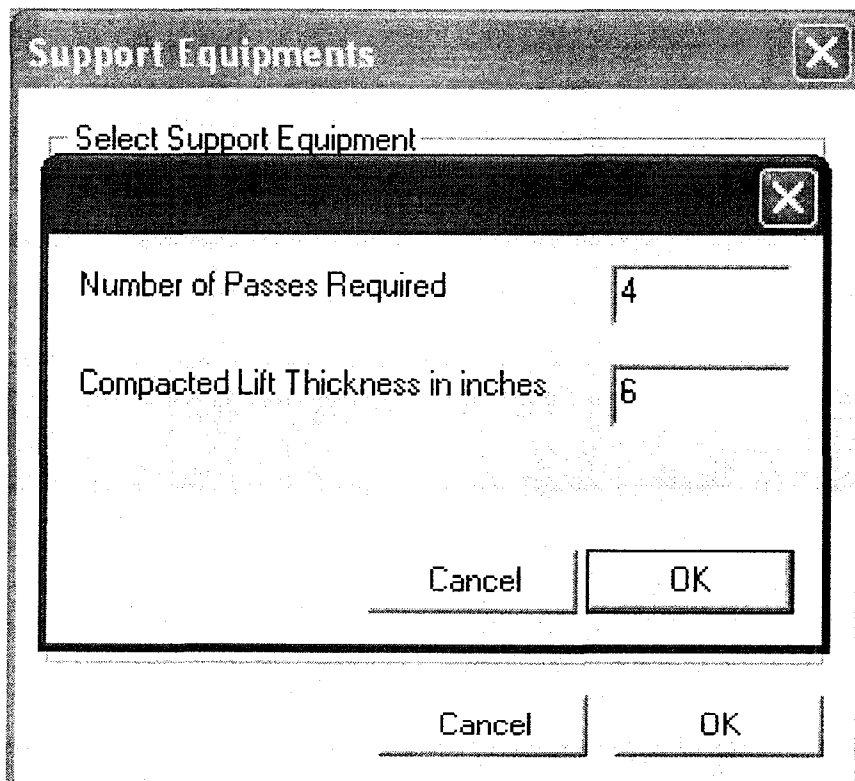 Support Equipments
Select Support Equipment
Number of Passes Required 4
Compacted Lift Thickness in inches 6
Cancel OK
Cancel OK